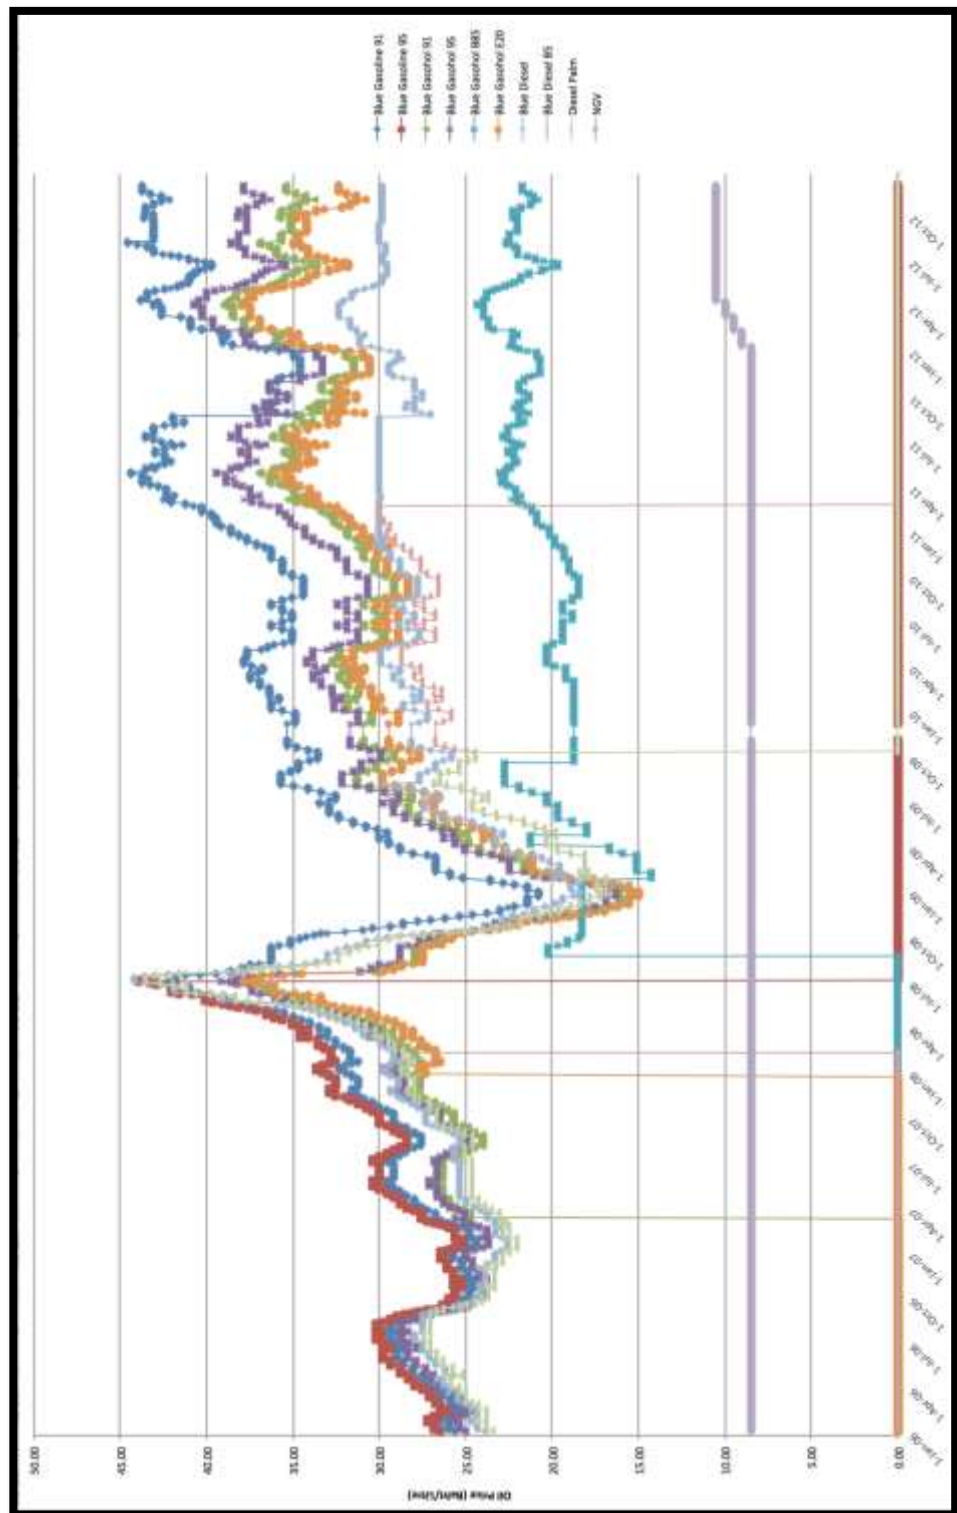 Blue Gasoline 91
Blue Gasoline 95
Blue Gasohol 91
Blue Gasohol 95
Blue Gasohol B85
Blue Gasohol E20
Blue Diesel
Blue Diesel B5
Diesel Palm
NGV
Oil Price (Baht/Litre)
50.00
45.00
40.00
35.00
30.00
25.00
20.00
15.00
10.00
5.00
0.00
1-Jan-06
1-Apr-06
1-Jul-06
1-Oct-06
1-Jan-07
1-Apr-07
1-Jul-07
1-Oct-07
1-Jan-08
1-Apr-08
1-Jul-08
1-Oct-08
1-Jan-09
1-Apr-09
1-Jul-09
1-Oct-09
1-Jan-10
1-Apr-10
1-Jul-10
1-Oct-10
1-Jan-11
1-Apr-11
1-Jul-11
1-Oct-11
1-Jan-12
1-Apr-12
1-Jul-12
1-Oct-12